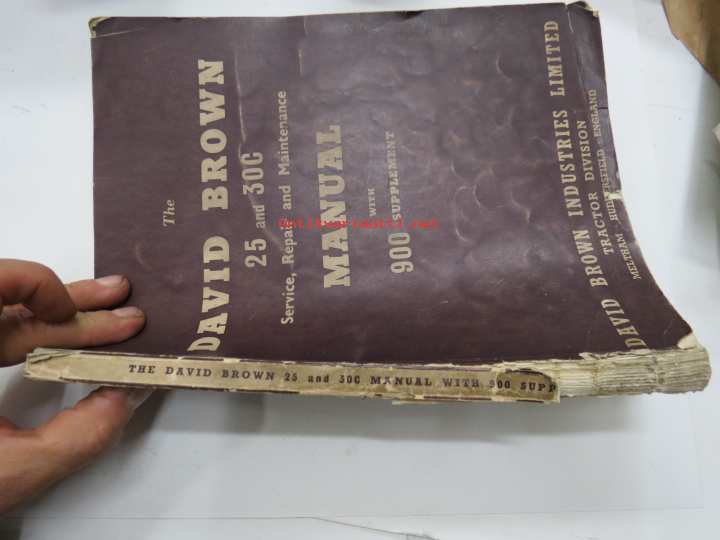 The
DAVID BROWN
25 and 30C
Service, Repair and Maintenance
MANUAL
WITH
900 SUPPLEMENT
DAVID BROWN INDUSTRIES LIMITED
TRACTOR DIVISION
MELTHAM HUDDERSFIELD ENGLAND
THE DAVID BROWN 25 and 30C MANUAL WITH 900 SUPP